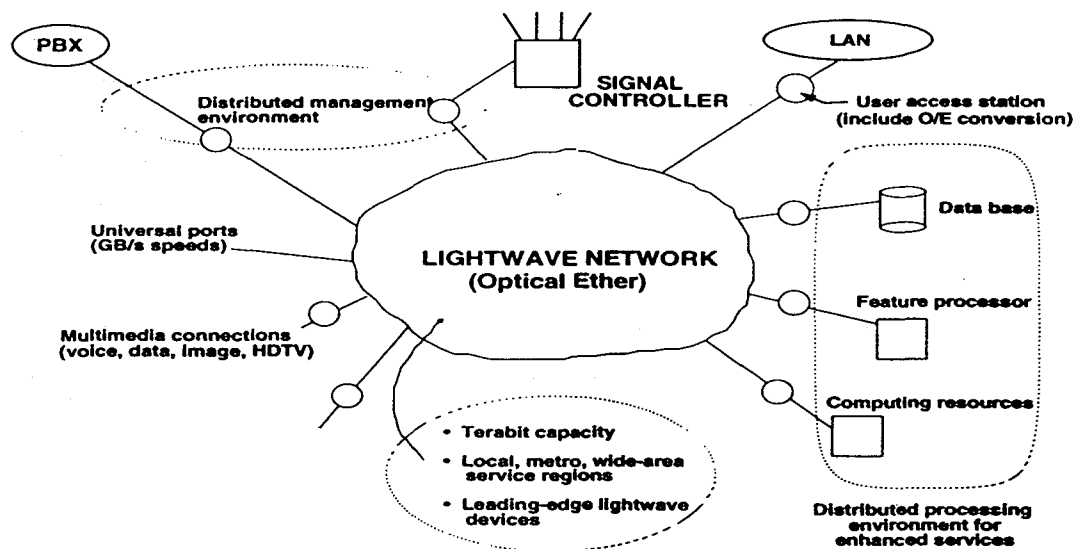 PBX
LAN
SIGNAL
CONTROLLER
Distributed management
environment
User access station
(include O/E conversion)
Universal ports
(GB/s speeds)
LIGHTWAVE NETWORK
(Optical Ether)
Data base
Feature processor
Multimedia connections
(voice, data, image, HDTV)
Computing resources
• Terabit capacity
• Local, metro, wide-area
service regions
• Leading-edge lightwave
devices
Distributed processing
environment for
enhanced services